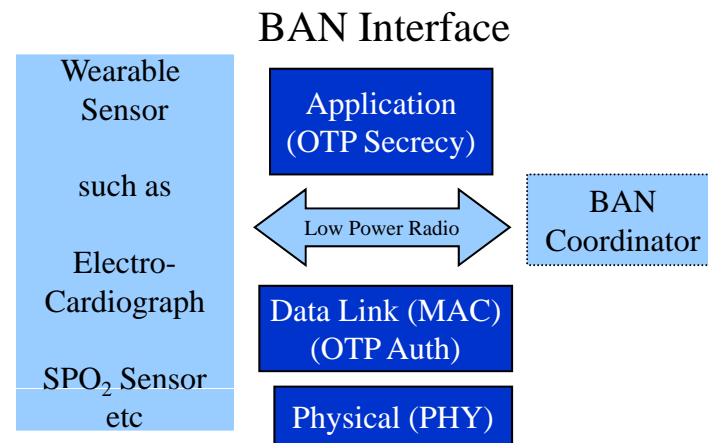 BAN Interface
Wearable
Sensor
such as
Electro-
Cardiograph
SPO₂ Sensor
etc
Application
(OTP Secrecy)
Low Power Radio
Data Link (MAC)
(OTP Auth)
Physical (PHY)
BAN
Coordinator